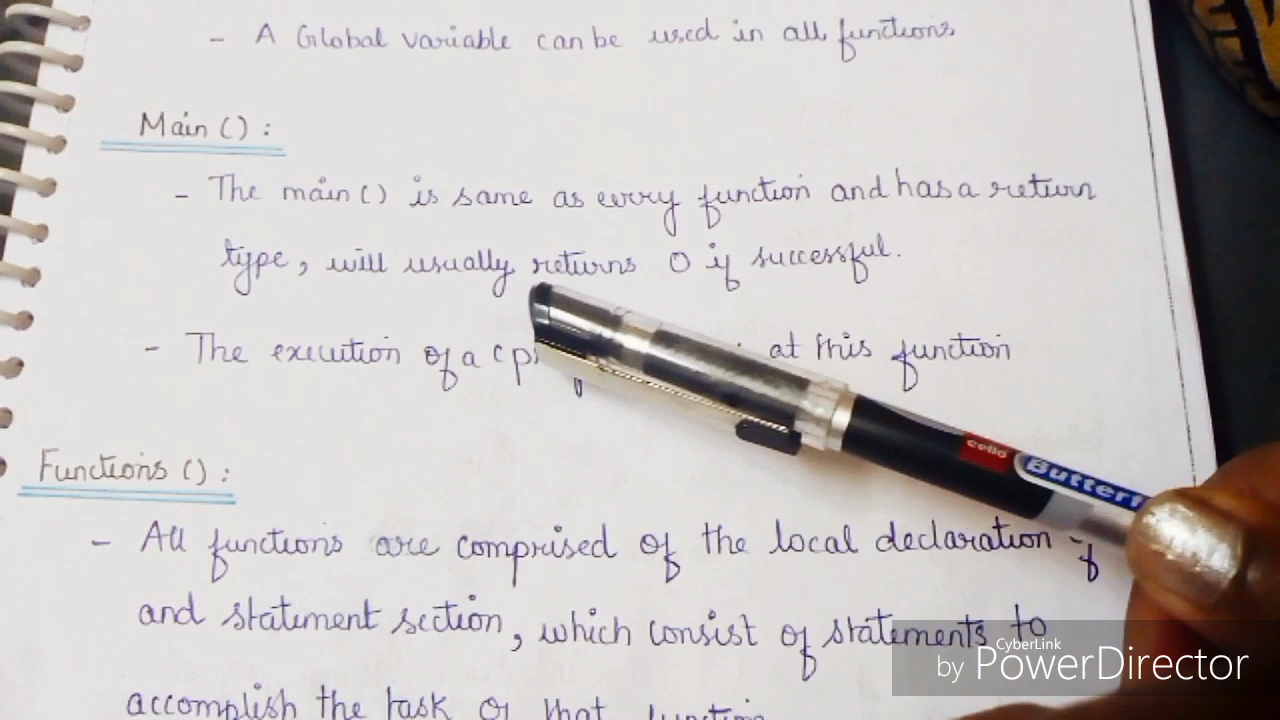 - A Global variable can be used in all functions
Main () :
- The main () is same as every function and has a return
type, will usually returns 0 if successful.
- The execution of a c at this function
Functions () :
- All functions are comprised of the local declaration
and statement section, which consist of statements to
accomplish the task of that function
cello
Butterf
CyberLink
by PowerDirector